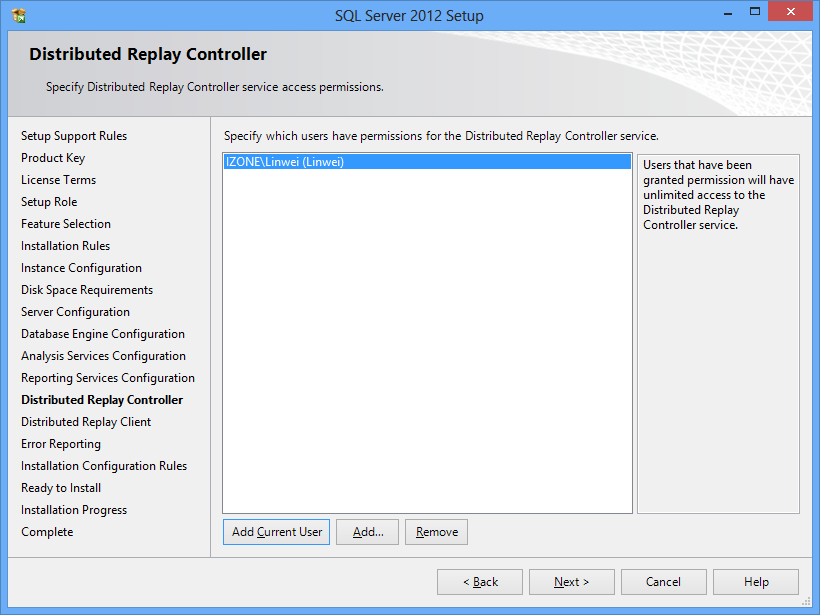 SQL Server 2012 Setup
Distributed Replay Controller
Specify Distributed Replay Controller service access permissions.
Setup Support Rules
Product Key
License Terms
Setup Role
Feature Selection
Installation Rules
Instance Configuration
Disk Space Requirements
Server Configuration
Database Engine Configuration
Analysis Services Configuration
Reporting Services Configuration
Distributed Replay Controller
Distributed Replay Client
Error Reporting
Installation Configuration Rules
Ready to Install
Installation Progress
Complete
Specify which users have permissions for the Distributed Replay Controller service.
IZONE\Linwei (Linwei)
Users that have been
granted permission will have
unlimited access to the
Distributed Replay
Controller service.
Add Current User
Add...
Remove
< Back
Next >
Cancel
Help